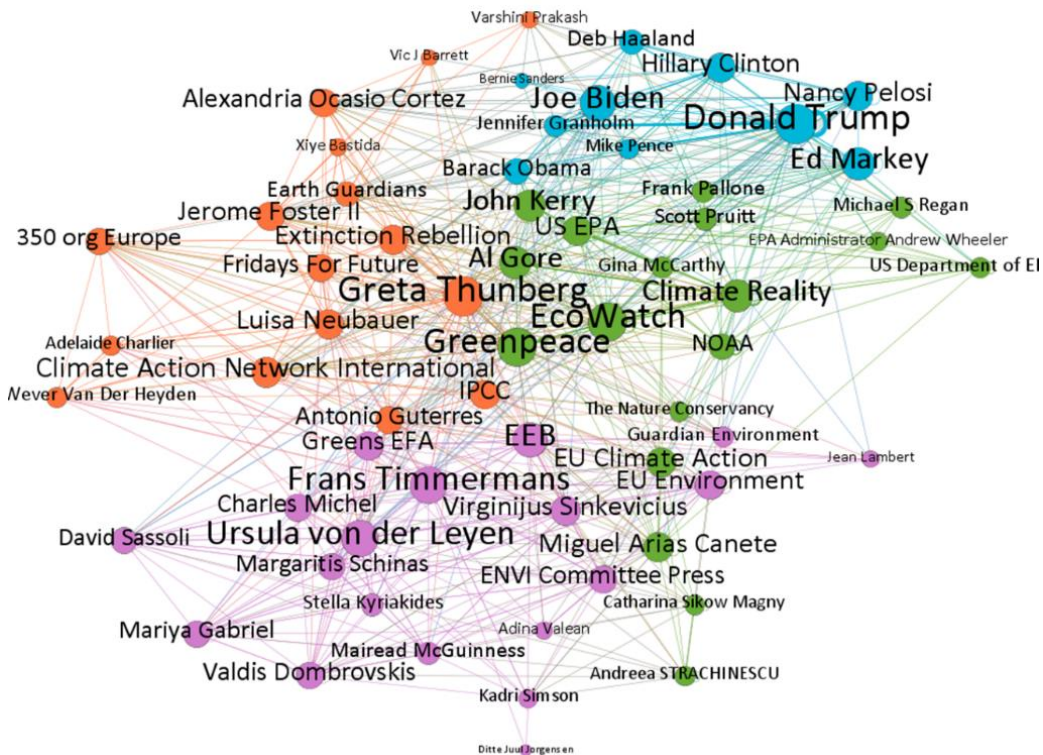 Varshini Prakash
Deb Haaland
Vic J Barrett
Hillary Clinton
Bernie Sanders
Alexandria Ocasio Cortez
Joe Biden
Nancy Pelosi
Donald Trump
Jennifer Granholm
Xiye Bastida
Mike Pence
Ed Markey
Barack Obama
Earth Guardians
Frank Pallone
John Kerry
Jerome Foster II
Scott Pruitt
Michael S Regan
US EPA
350 org Europe
Extinction Rebellion
EPA Administrator Andrew Wheeler
Al Gore
Fridays For Future
Gina McCarthy
US Department of El
Greta Thunberg
Climate Reality
EcoWatch
Luisa Neubauer
Adelaide Charlier
Greenpeace
NOAA
Climate Action Network International
Wever Van Der Heyden
IPCC
The Nature Conservancy
Antonio Guterres
Greens EFA
EEB
Guardian Environment
EU Climate Action
Jean Lambert
Frans Timmermans
EU Environment
Charles Michel
Virginijus Sinkevicius
David Sassoli
Ursula von der Leyen
Miguel Arias Canete
Margaritis Schinas
ENVI Committee Press
Stella Kyriakides
Catharina Sikow Magny
Mariya Gabriel
Adina Valean
Mairead McGuinness
Valdis Dombrovskis
Andreea STRACHINESCU
Kadri Simson
Ditte Juul Jorgensen